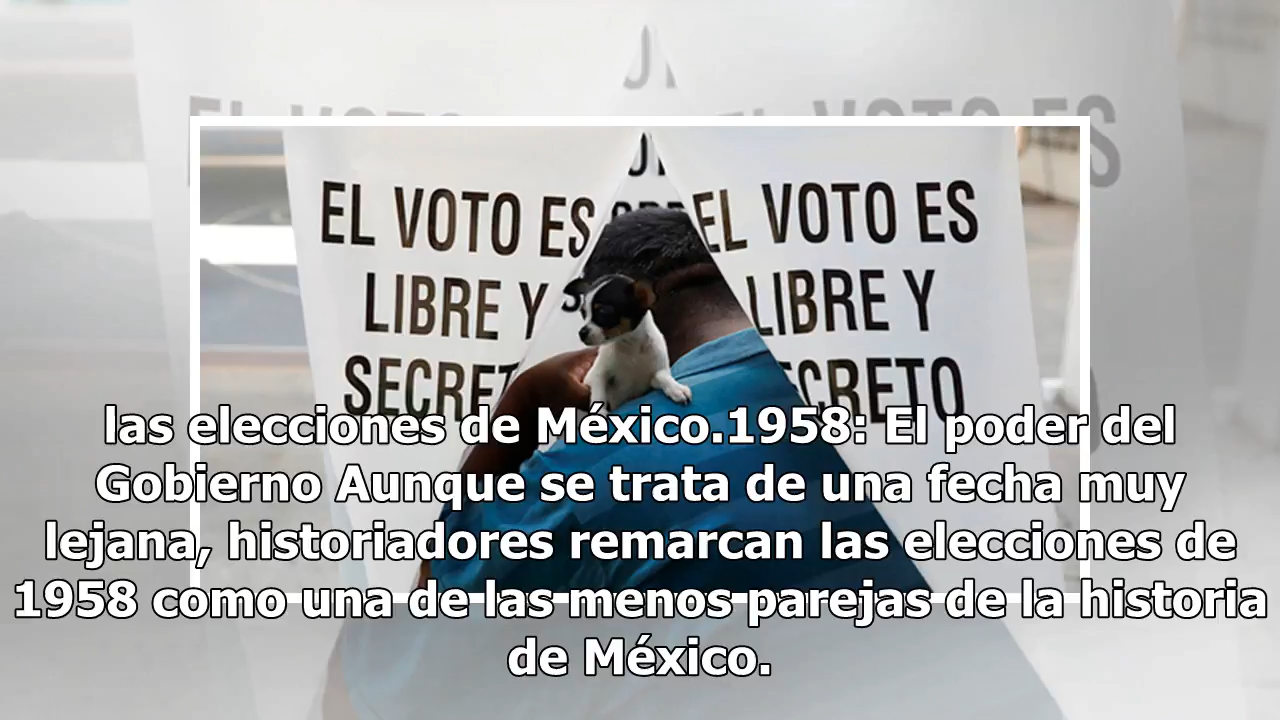 EL VOTO ES
EL VOTO ES
LIBRE Y
LIBRE Y
SECRET
CRETO
las elecciones de México.1958: El poder del
Gobierno Aunque se trata de una fecha muy
lejana, historiadores remarcan las elecciones de
1958 como una de las menos parejas de la historia
de México.